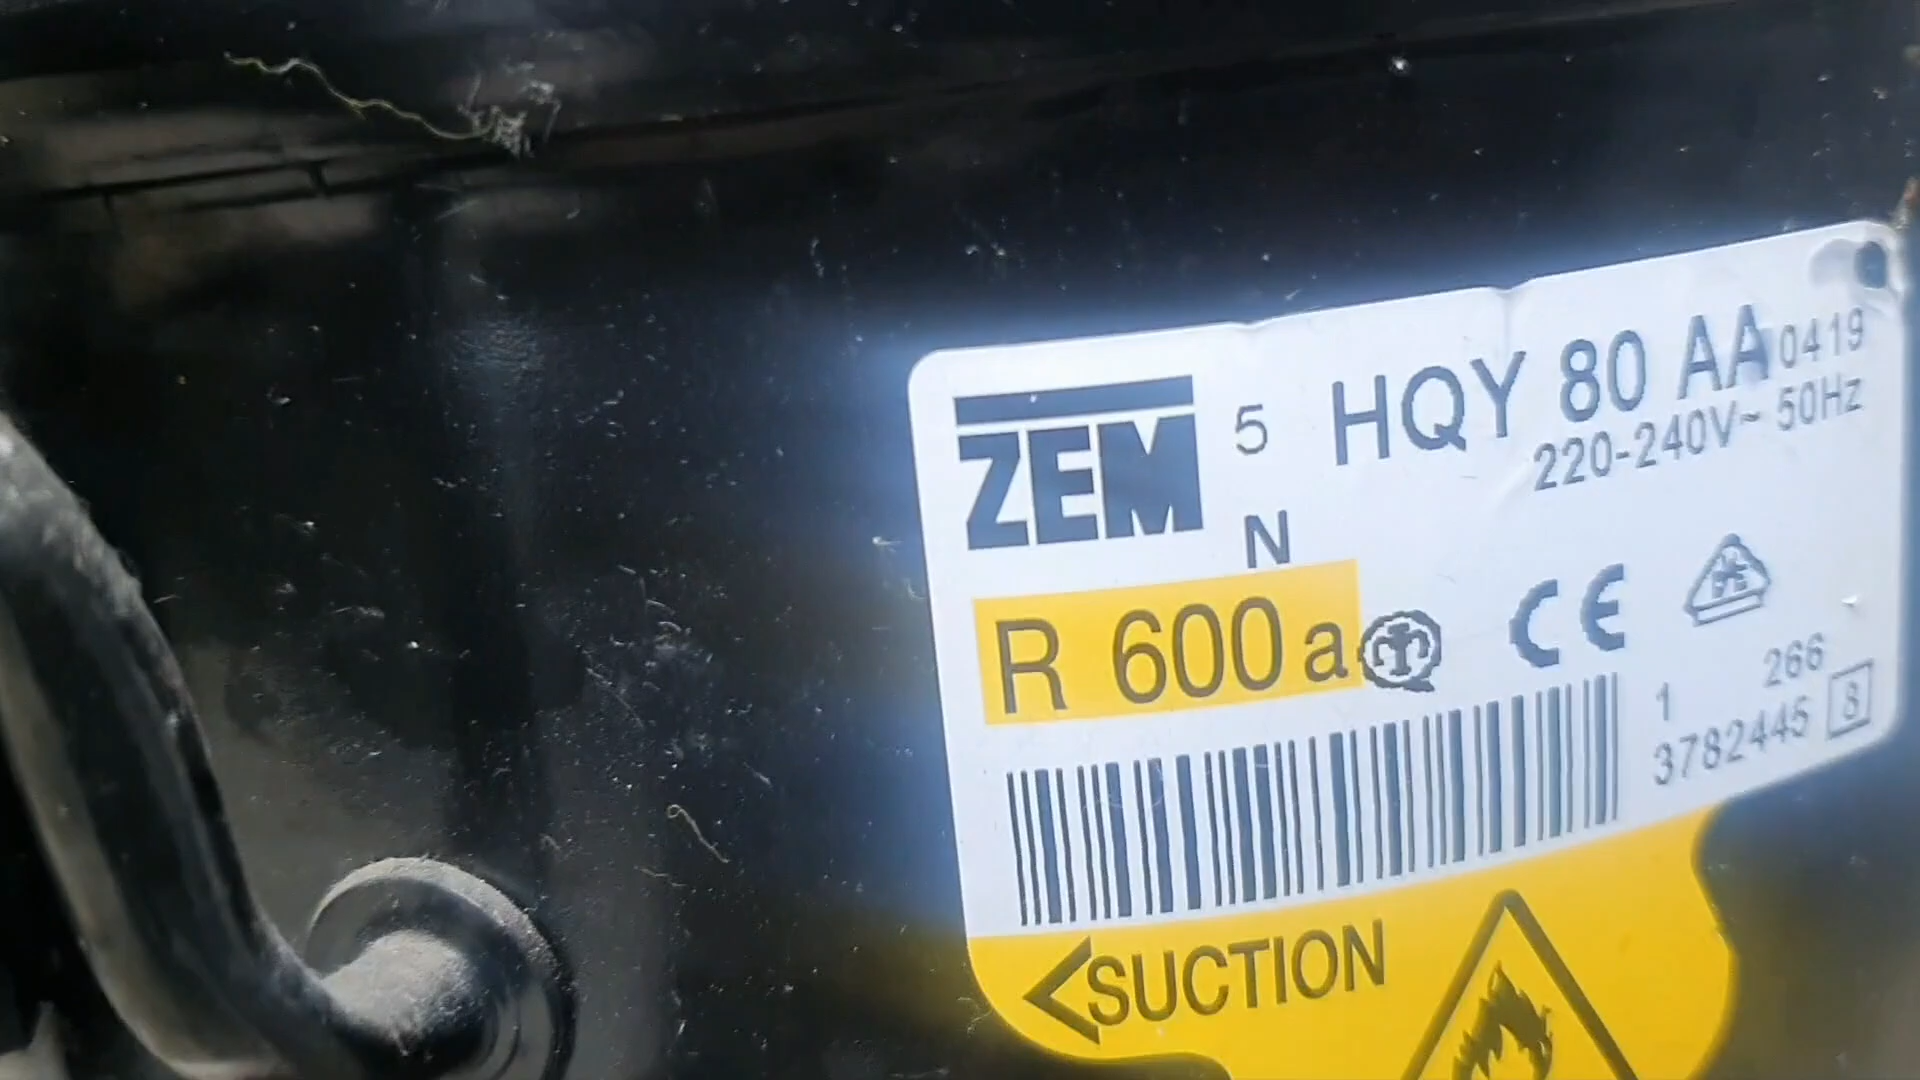 ZEM 5 HQY 80 AA 0419
220-240V~ 50Hz
N
R 600 a
CE
266
1
3782445 8
<SUCTION